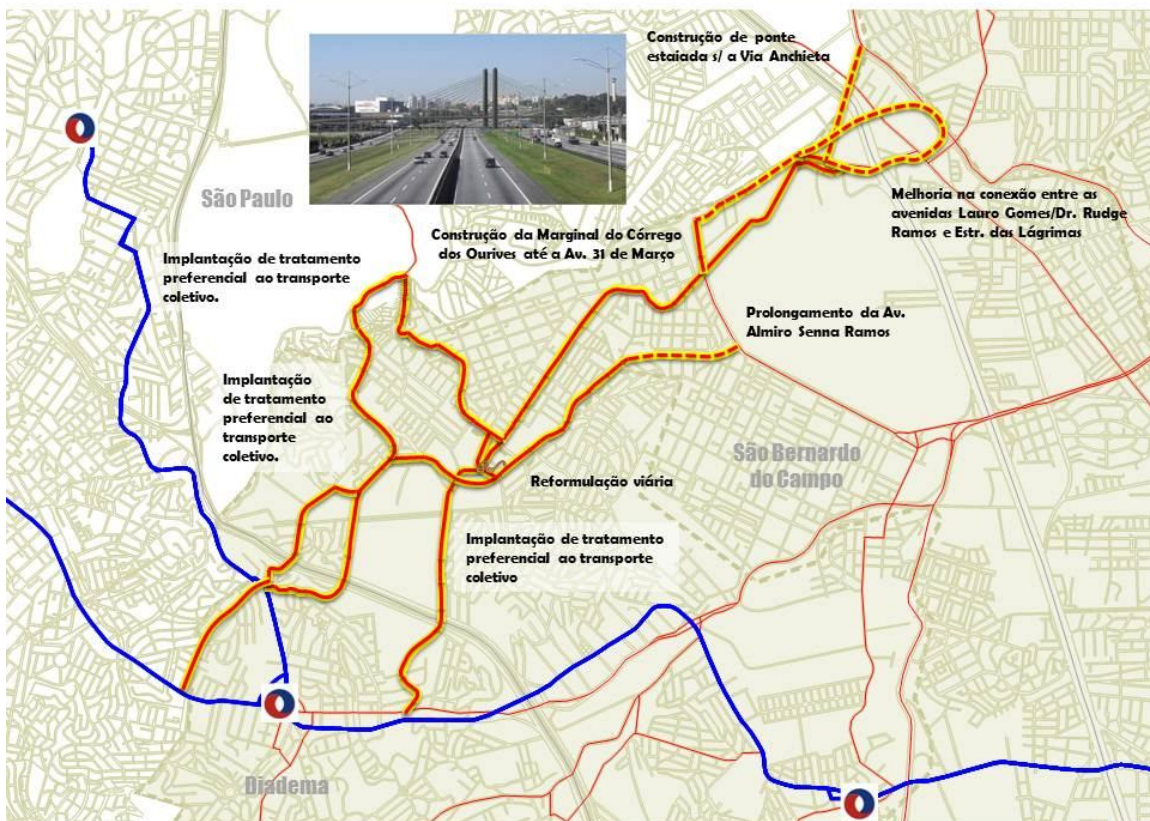 Construção de ponte
estaiada s/ a Via Anchieta
São Paulo
Melhoria na conexão entre as
avenidas Lauro Gomes/Dr. Rudge
Ramos e Estr. das Lágrimas
Construção da Marginal do Córrego
dos Ourives até a Av. 31 de Março
Implantação de tratamento
preferencial ao transporte
coletivo.
Prolongamento da Av.
Almiro Senna Ramos
Implantação
de tratamento
preferencial ao
transporte
coletivo.
São Bernardo
do Campo
Reformulação viária
Implantação de tratamento
preferencial ao transporte
coletivo
Diadema